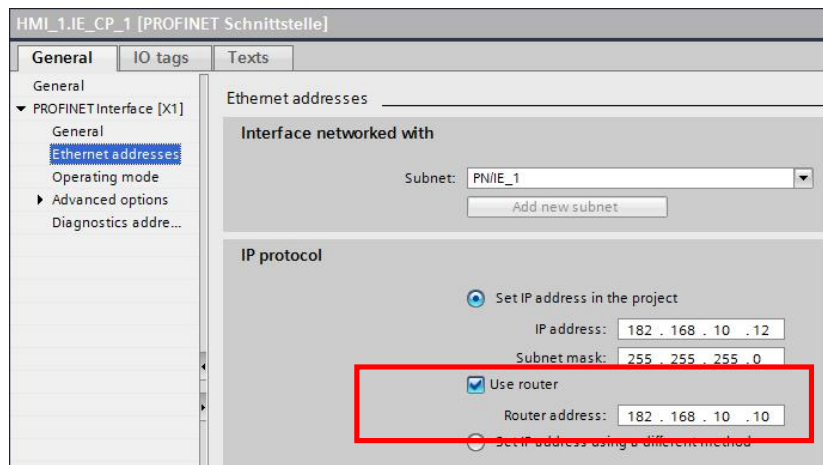 HMI_1.IE_CP_1 [PROFINET Schnittstelle]
General IO tags Texts
General
PROFINET Interface [X1]
General
Ethernet addresses
Operating mode
Advanced options
Diagnostics addre...
Ethernet addresses
Interface networked with
Subnet: PN/IE_1
Add new subnet
IP protocol
Set IP address in the project
IP address: 182 . 168 . 10 . 12
Subnet mask: 255 . 255 . 255 . 0
Use router
Router address: 182 . 168 . 10 . 10
Set IP address using a different method